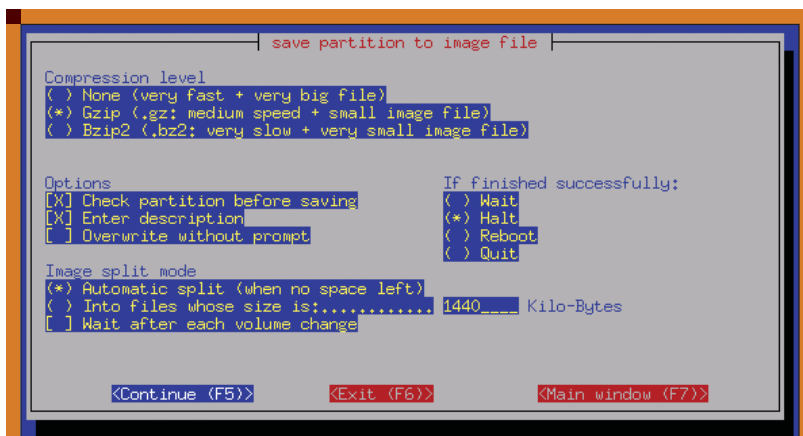 save partition to image file
Compression level
( ) None (very fast + very big file)
(*) Gzip (.gz: medium speed + small image file)
( ) Bzip2 (.bz2: very slow + very small image file)
Options
[X] Check partition before saving
[X] Enter description
[ ] Overwrite without prompt
If finished successfully:
( ) Wait
(*) Halt
( ) Reboot
( ) Quit
Image split mode
(*) Automatic split (when no space left)
( ) Into files whose size is:............ 1440____ Kilo-Bytes
[ ] Wait after each volume change
<Continue (F5)> <Exit (F6)> <Main window (F7)>